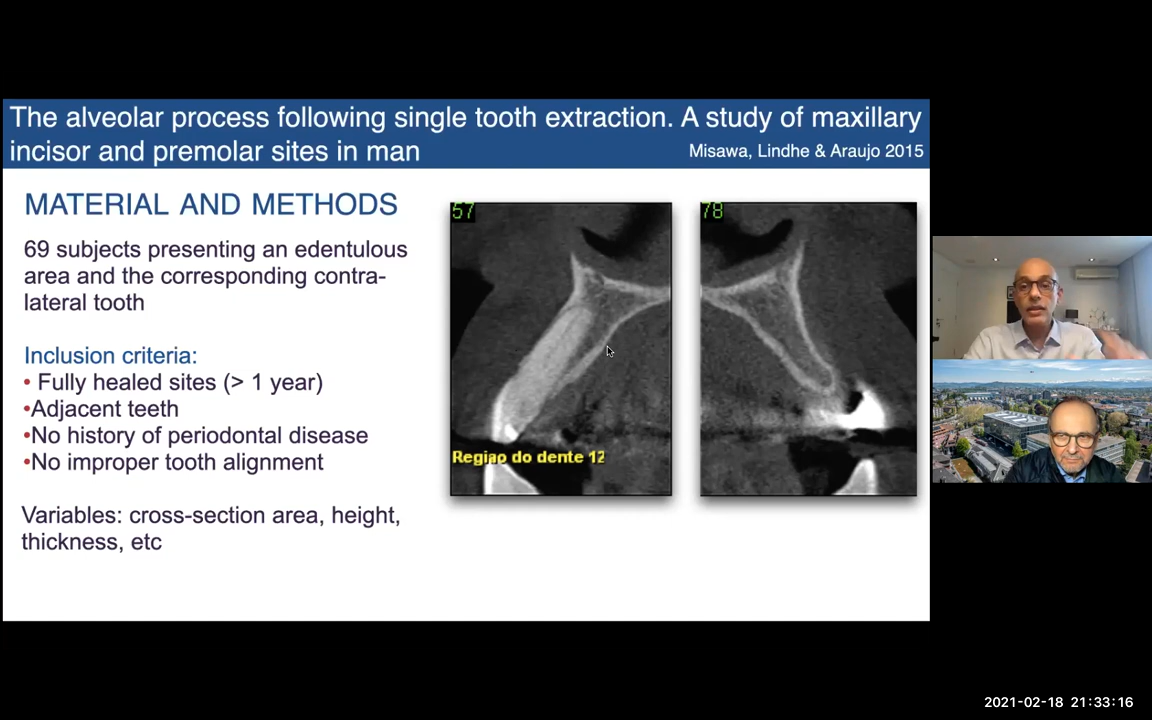 The alveolar process following single tooth extraction. A study of maxillary
incisor and premolar sites in man
Misawa, Lindhe & Araujo 2015
MATERIAL AND METHODS
69 subjects presenting an edentulous
area and the corresponding contra-
lateral tooth
Inclusion criteria:
• Fully healed sites (> 1 year)
•Adjacent teeth
•No history of periodontal disease
•No improper tooth alignment
Variables: cross-section area, height,
thickness, etc
57
Regiao do dente 12
78
2021-02-18 21:33:16